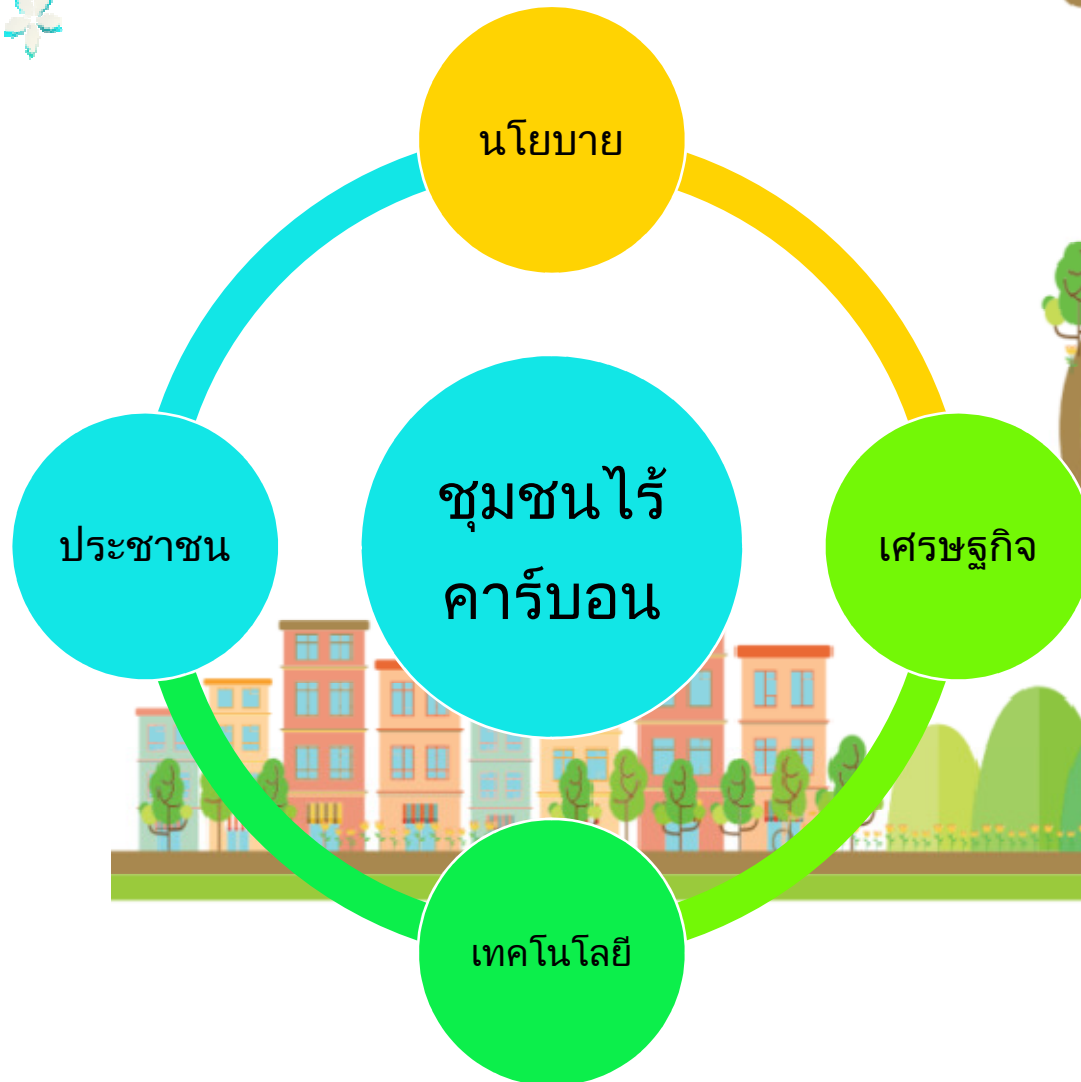 นโยบาย
ชุมชนไร้
คาร์บอน
ประชาชน
เศรษฐกิจ
เทคโนโลยี